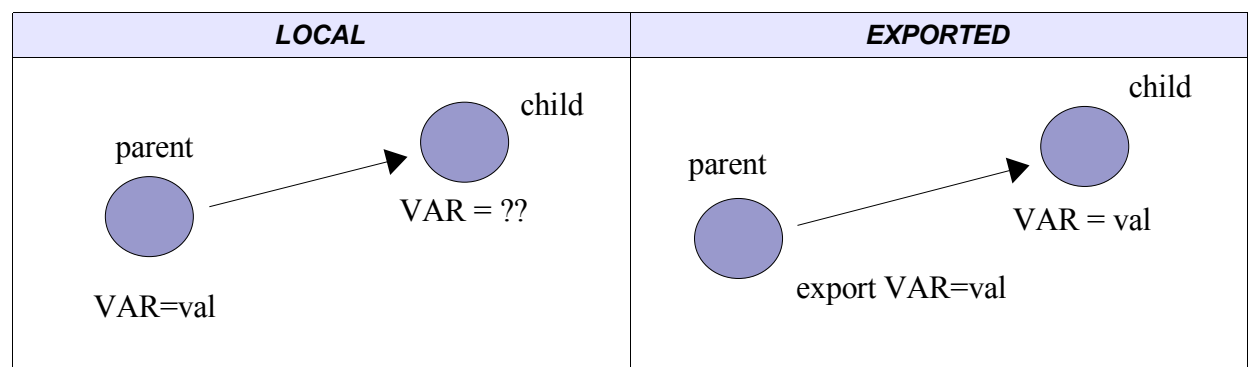 LOCAL
EXPORTED
child
parent
VAR = ??
VAR=val
child
parent
VAR = val
export VAR=val